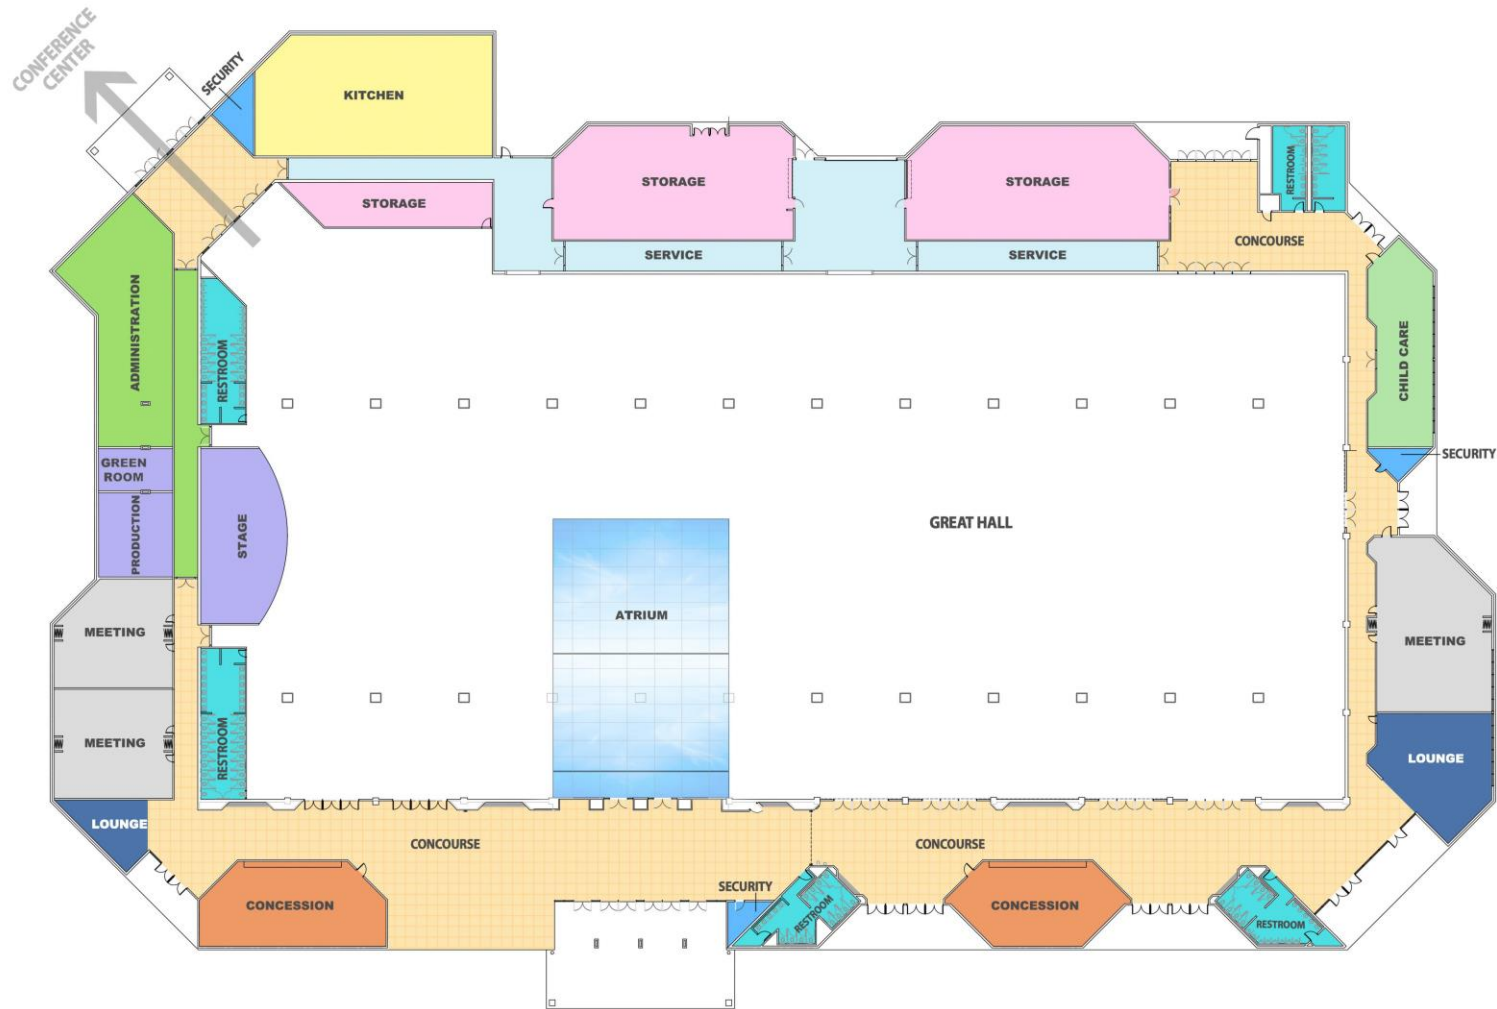 CONFERENCE
CENTER
SECURITY
KITCHEN
STORAGE
STORAGE
STORAGE
RESTROOM
SERVICE
SERVICE
CONCOURSE
ADMINISTRATION
RESTROOM
CHILD CARE
GREEN
ROOM
SECURITY
PRODUCTION
STAGE
GREAT HALL
ATRIUM
MEETING
MEETING
MEETING
RESTROOM
LOUNGE
LOUNGE
CONCOURSE
CONCOURSE
SECURITY
CONCESSION
CONCESSION
RESTROOM
RESTROOM